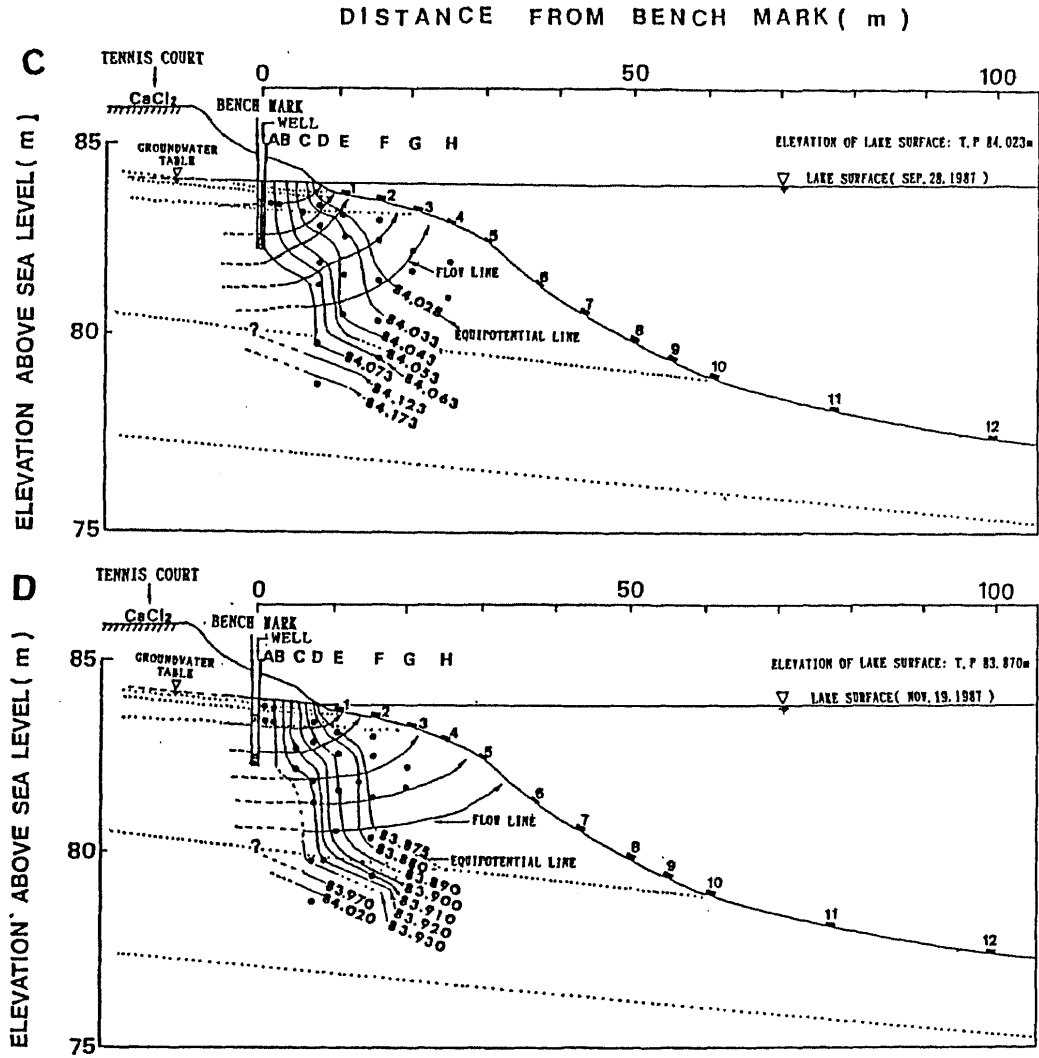 DISTANCE FROM BENCH MARK ( m )
C
TENNIS COURT
0 50 100
CaCl2
BENCH MARK
WELL
A B C D E F G H
85
GROUNDWATER TABLE
ELEVATION OF LAKE SURFACE: T.P 84.023m
LAKE SURFACE( SEP.28.1987 )
1 2 3 4 5 6 7 8 9 10 11 12
FLOW LINE
84.028
EQUIPOTENTIAL LINE
84.033
84.043
84.053
84.063
84.073
84.123
84.173
80
?
75
ELEVATION ABOVE SEA LEVEL( m )
D
TENNIS COURT
0 50 100
CaCl2
BENCH MARK
WELL
A B C D E F G H
85
GROUNDWATER TABLE
ELEVATION OF LAKE SURFACE: T.P 83.870m
LAKE SURFACE( NOV.19.1987 )
1 2 3 4 5 6 7 8 9 10 11 12
FLOW LINE
83.875
83.880
EQUIPOTENTIAL LINE
83.890
83.900
83.910
83.920
83.930
83.970
84.020
80
?
75
ELEVATION ABOVE SEA LEVEL( m )